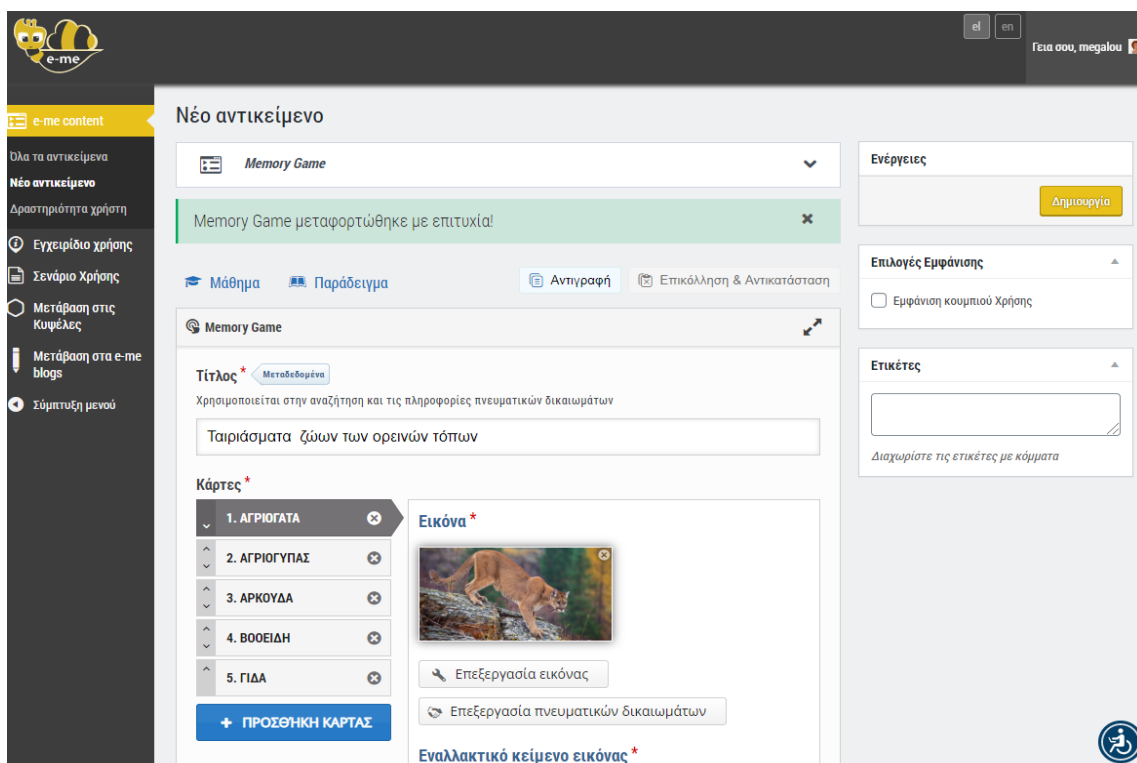 e-me
el en
Γεια σου, megalou
e-me content
Όλα τα αντικείμενα
Νέο αντικείμενο
Δραστηριότητα χρήστη
Εγχειρίδιο χρήσης
Σενάριο Χρήσης
Μετάβαση στις
Κυψέλες
Μετάβαση στα e-me
blogs
Σύμπτυξη μενού
Νέο αντικείμενο
Memory Game
Memory Game μεταφορτώθηκε με επιτυχία!
Μάθημα Παράδειγμα Αντιγραφή Επικόλληση & Αντικατάσταση
Memory Game
Τίτλος * Μεταδεδομένα
Χρησιμοποιείται στην αναζήτηση και τις πληροφορίες πνευματικών δικαιωμάτων
Ταιριάσματα ζώων των ορεινών τόπων
Κάρτες *
1. ΑΓΡΙΟΓΑΤΑ
2. ΑΓΡΙΟΓΥΠΑΣ
3. ΑΡΚΟΥΔΑ
4. ΒΟΟΕΙΔΗ
5. ΓΙΔΑ
+ ΠΡΟΣΘΉΚΗ ΚΑΡΤΑΣ
Εικόνα *
Επεξεργασία εικόνας
Επεξεργασία πνευματικών δικαιωμάτων
Εναλλακτικό κείμενο εικόνας *
Ενέργειες
Δημιουργία
Επιλογές Εμφάνισης
Εμφάνιση κουμπιού Χρήσης
Ετικέτες
Διαχωρίστε τις ετικέτες με κόμματα